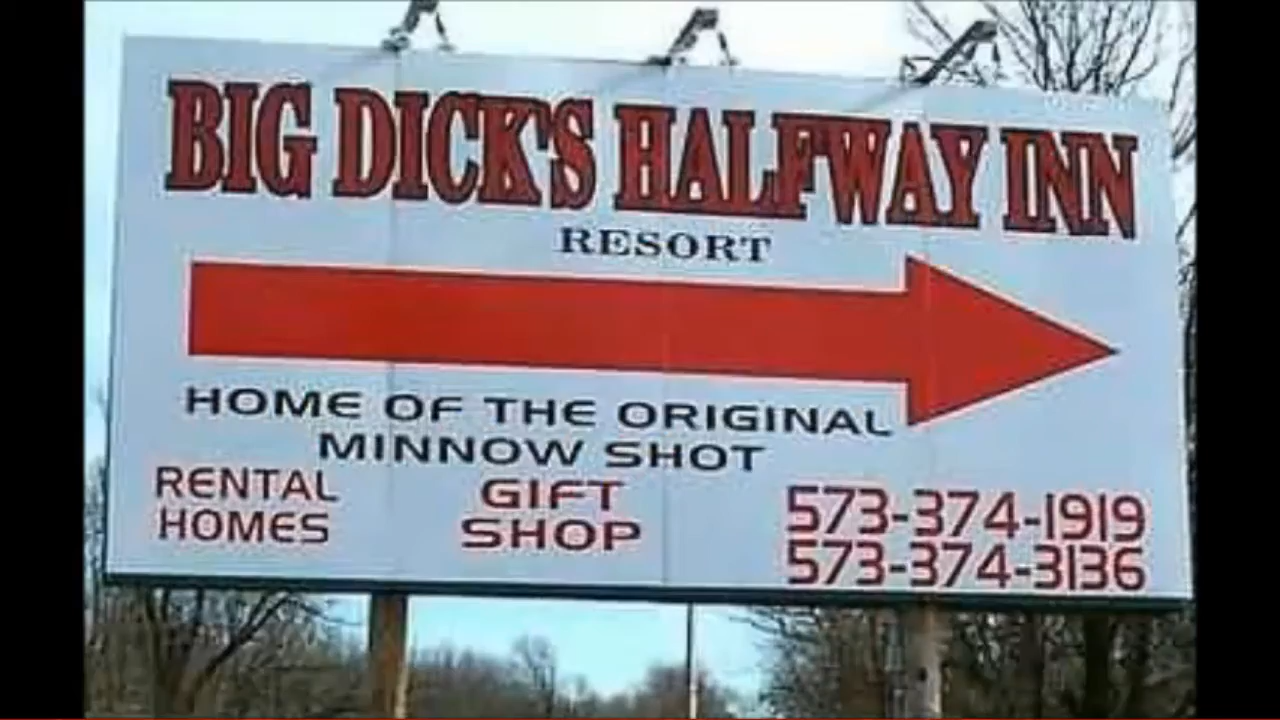 BIG DICK'S HALFWAY INN
RESORT
HOME OF THE ORIGINAL
MINNOW SHOT
RENTAL
HOMES
GIFT
SHOP
573-374-1919
573-374-3136